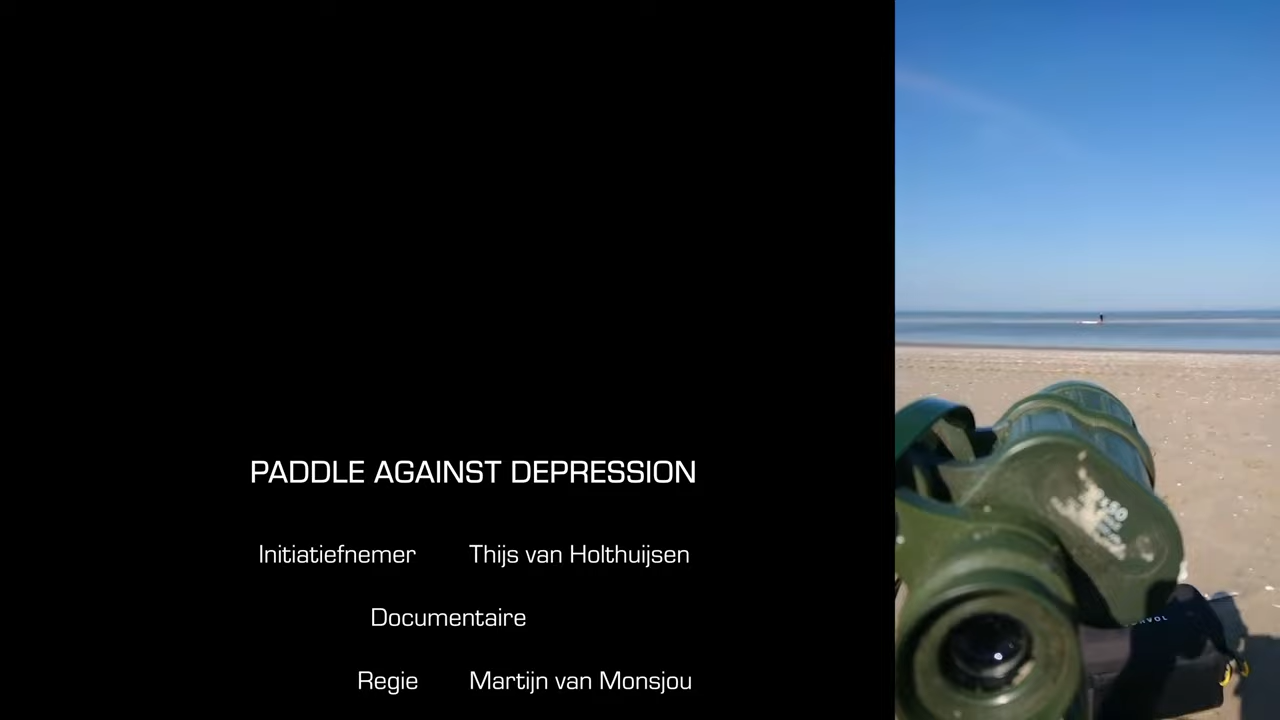 PADDLE AGAINST DEPRESSION
Initiatiefnemer Thijs van Holthuijsen
Documentaire
Regie Martijn van Monsjou